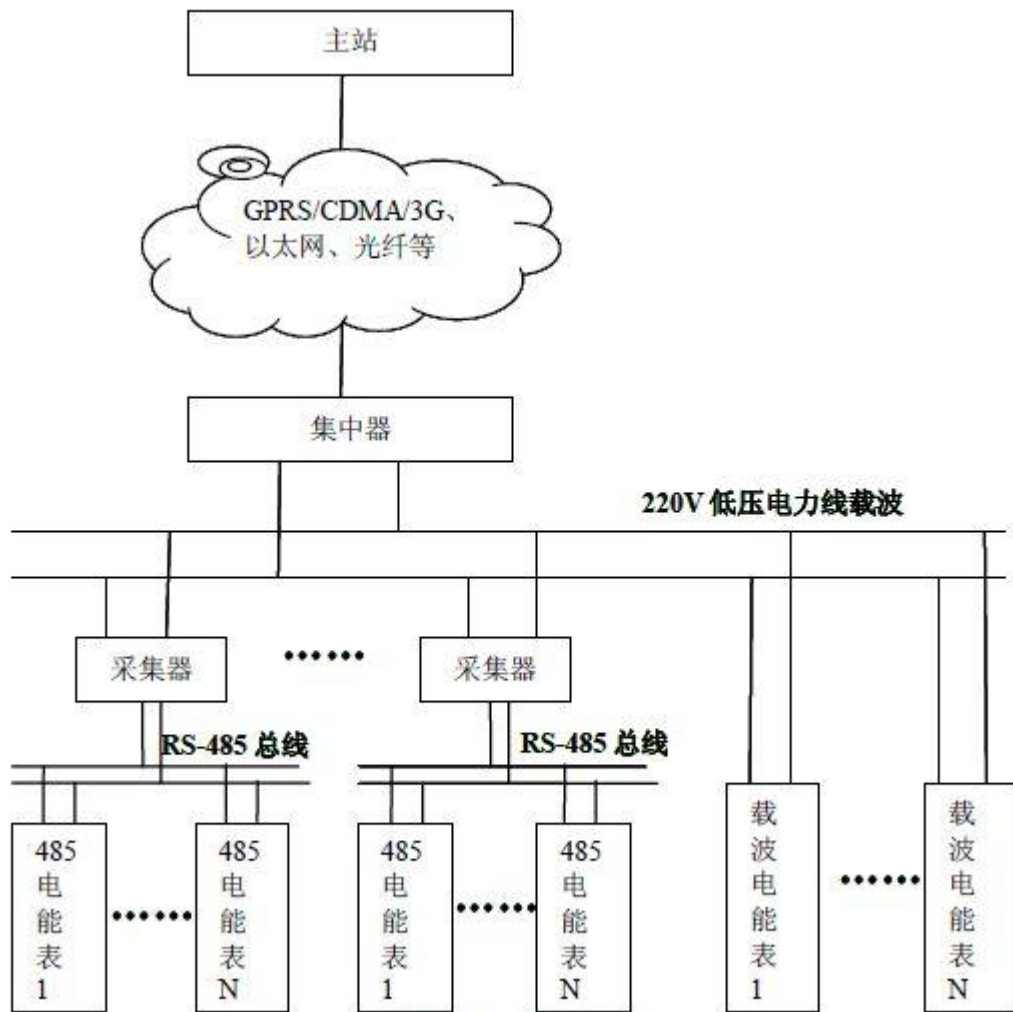 主站
GPRS/CDMA/3G、
以太网、光纤等
集中器
220V 低压电力线载波
采集器
采集器
RS-485 总线
RS-485 总线
485
电
能
表
1
485
电
能
表
N
485
电
能
表
1
485
电
能
表
N
载
波
电
能
表
1
载
波
电
能
表
N